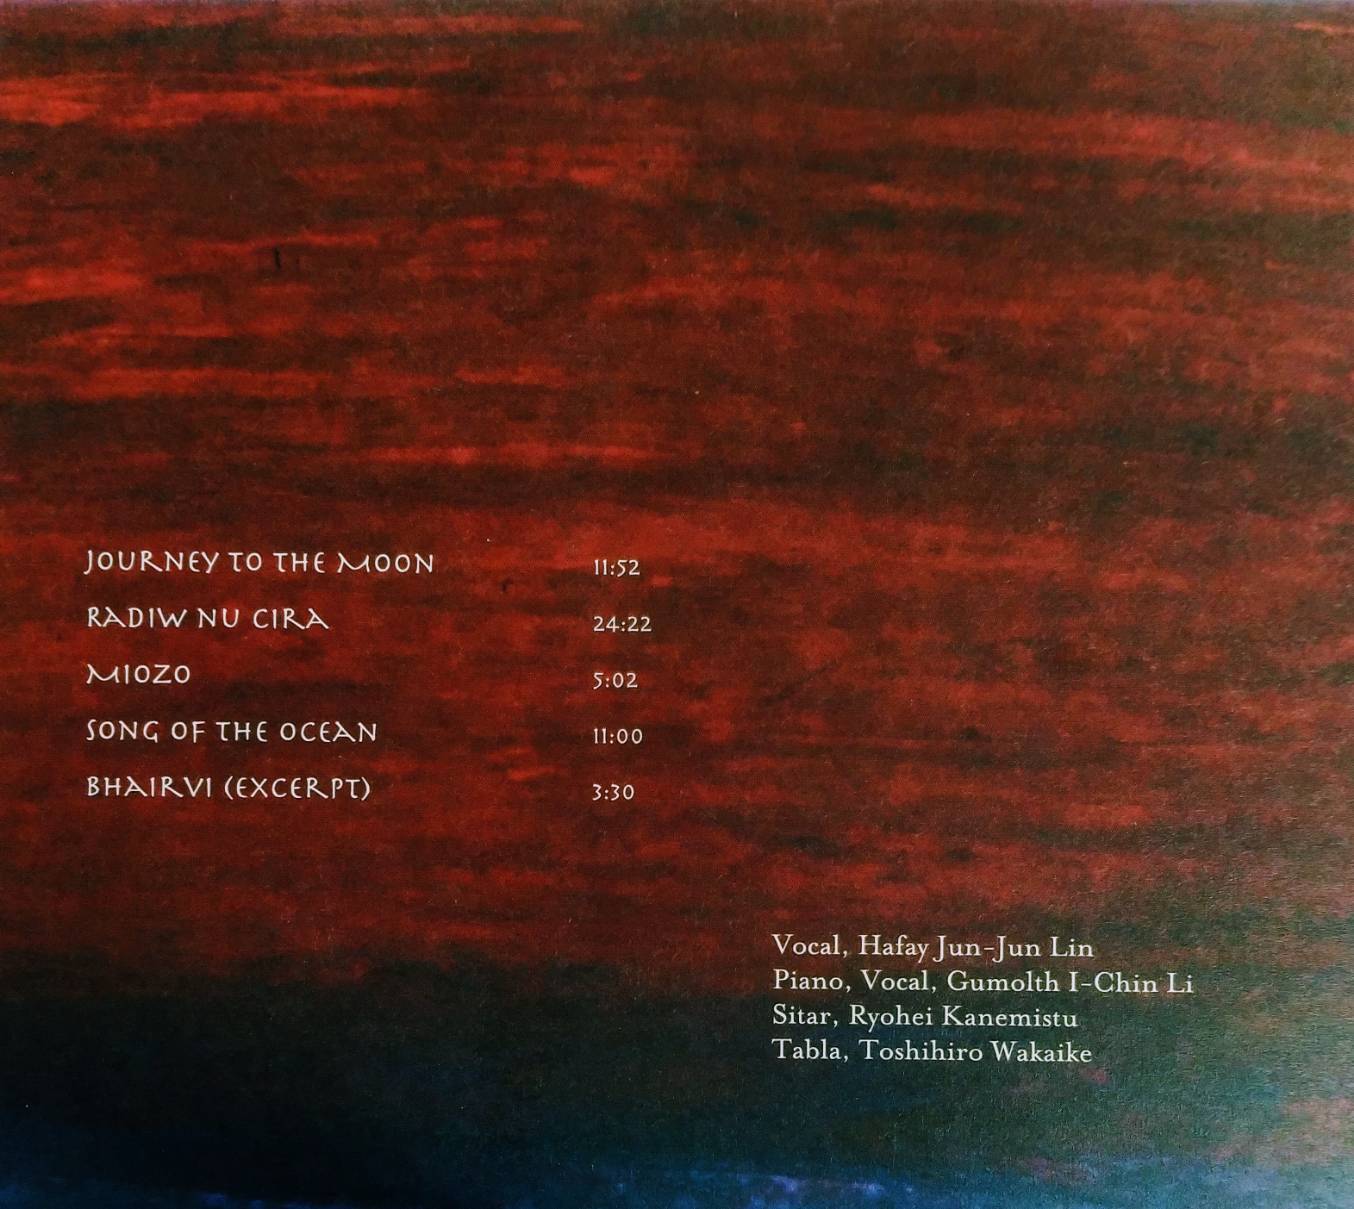 JOURNEY TO THE MOON 11:52
RADIW NU CIRA 24:22
MIOZO 5:02
SONG OF THE OCEAN 11:00
BHAIRVI (EXCERPT) 3:30
Vocal, Hafay Jun-Jun Lin
Piano, Vocal, Gumolth I-Chin Li
Sitar, Ryohei Kanemistu
Tabla, Toshihiro Wakaike